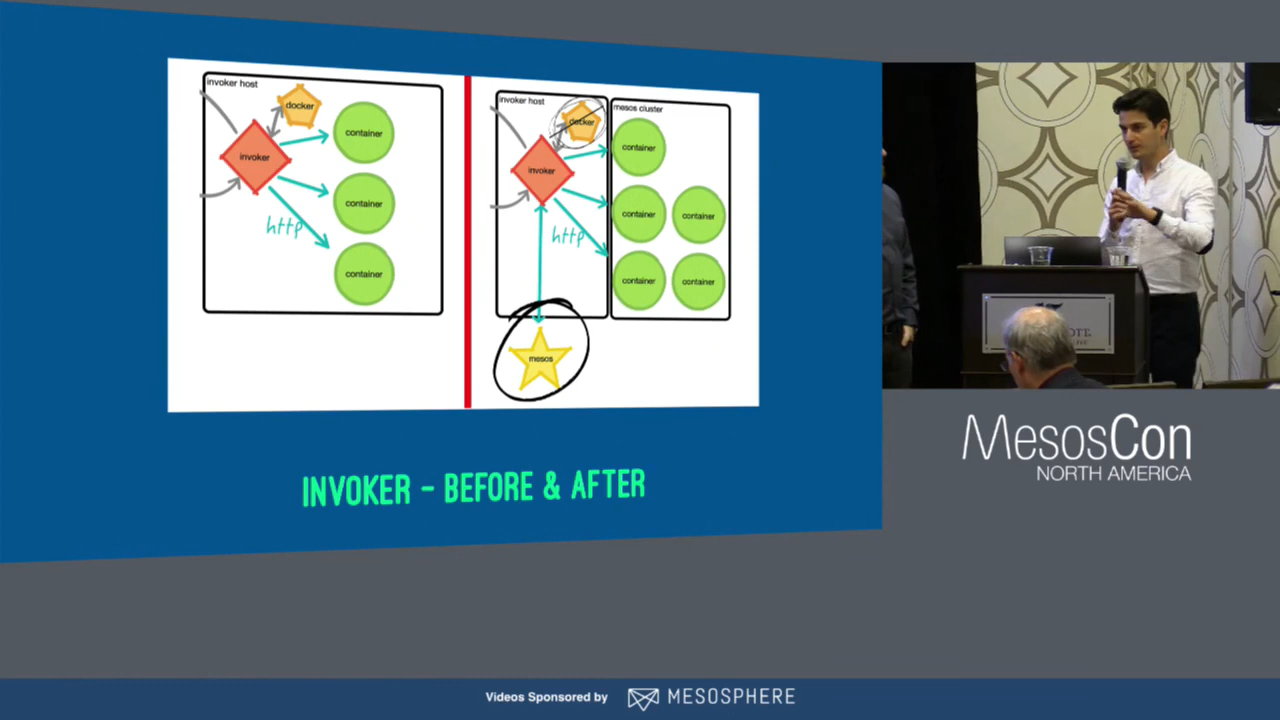 invoker host
docker
container
invoker
container
http
container
invoker host
docker
mesos cluster
container
invoker
container
container
http
container
container
mesos
INVOKER - BEFORE & AFTER
MesosCon
NORTH AMERICA
Videos Sponsored by MESOSPHERE